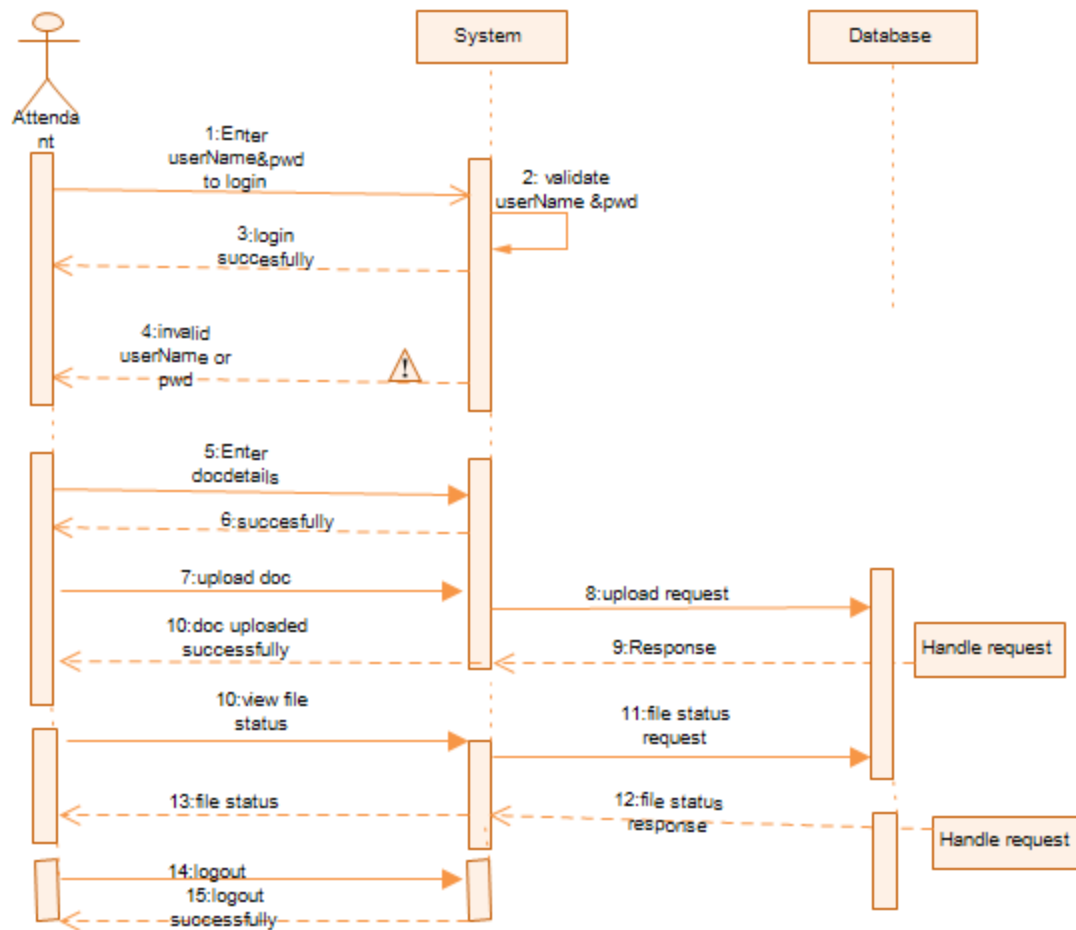 System
Database
Attenda
nt
1:Enter
userName&pwd
to login
2: validate
userName &pwd
3:login
succesfully
4:invalid
userName or
pwd
!
5:Enter
docdetails
6:succesfully
7:upload doc
8:upload request
10:doc uploaded
successfully
9:Response
Handle request
10:view file
status
11:file status
request
13:file status
12:file status
response
Handle request
14:logout
15:logout
successfully